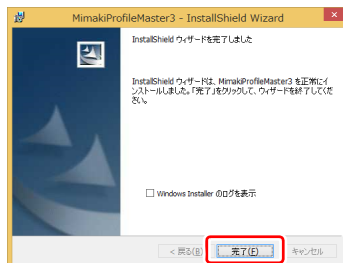 MimakiProfileMaster3 - InstallShield Wizard
InstallShield ウィザードを完了しました
InstallShield ウィザードは、MimakiProfileMaster3 を正常にイ
ンストールしました。「完了」をクリックして、ウィザードを終了してくだ
さい。
Windows Installer のログを表示
< 戻る(B) 完了(F) キャンセル